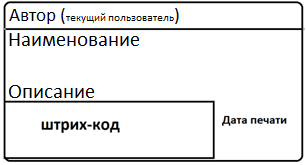 Автор (текущий пользователь)
Наименование
Описание
штрих-код
Дата печати